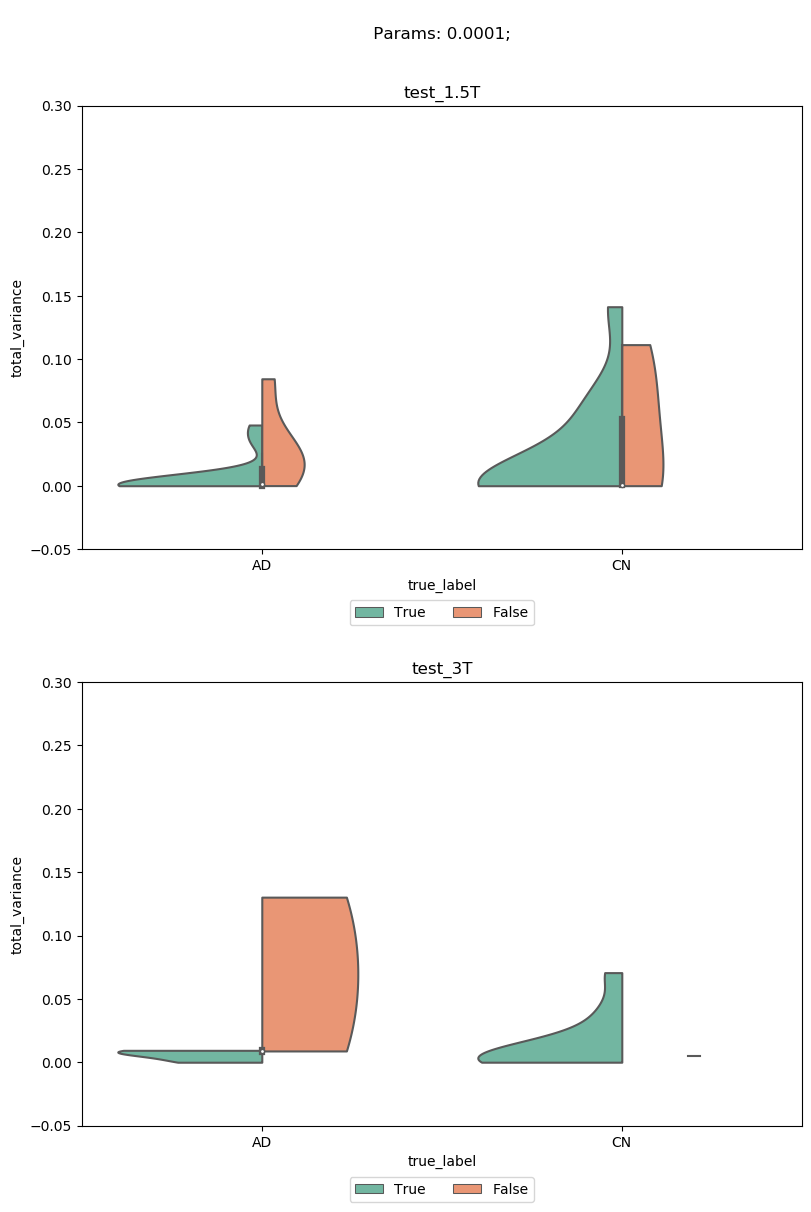 Params: 0.0001;
test_1.5T
0.30
0.25
0.20
0.15
0.10
0.05
0.00
−0.05
total_variance
AD CN
true_label
True False
test_3T
0.30
0.25
0.20
0.15
0.10
0.05
0.00
−0.05
total_variance
AD CN
true_label
True False